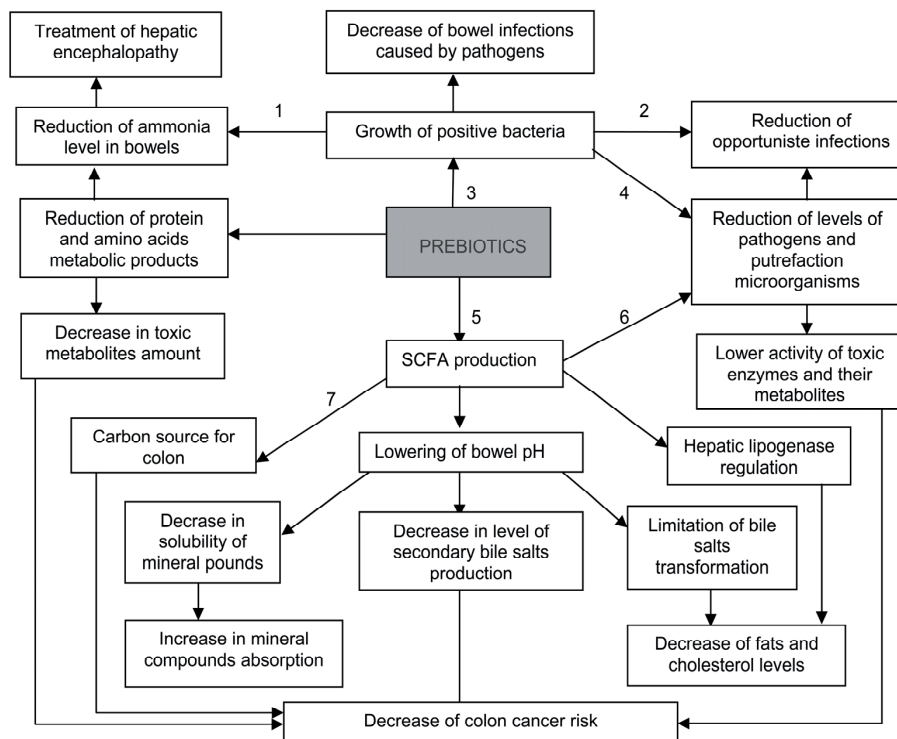 Treatment of hepatic
encephalopathy
Decrease of bowel infections
caused by pathogens
1
2
Reduction of ammonia
level in bowels
Growth of positive bacteria
Reduction of
opportuniste infections
3
4
Reduction of protein
and amino acids
metabolic products
PREBIOTICS
Reduction of levels of
pathogens and
putrefaction
microorganisms
5
6
Decrease in toxic
metabolites amount
SCFA production
Lower activity of toxic
enzymes and their
metabolites
7
Carbon source for
colon
Lowering of bowel pH
Hepatic lipogenase
regulation
Decrase in
solubility of
mineral pounds
Decrease in level of
secondary bile salts
production
Limitation of bile
salts
transformation
Increase in mineral
compounds absorption
Decrease of fats and
cholesterol levels
Decrease of colon cancer risk